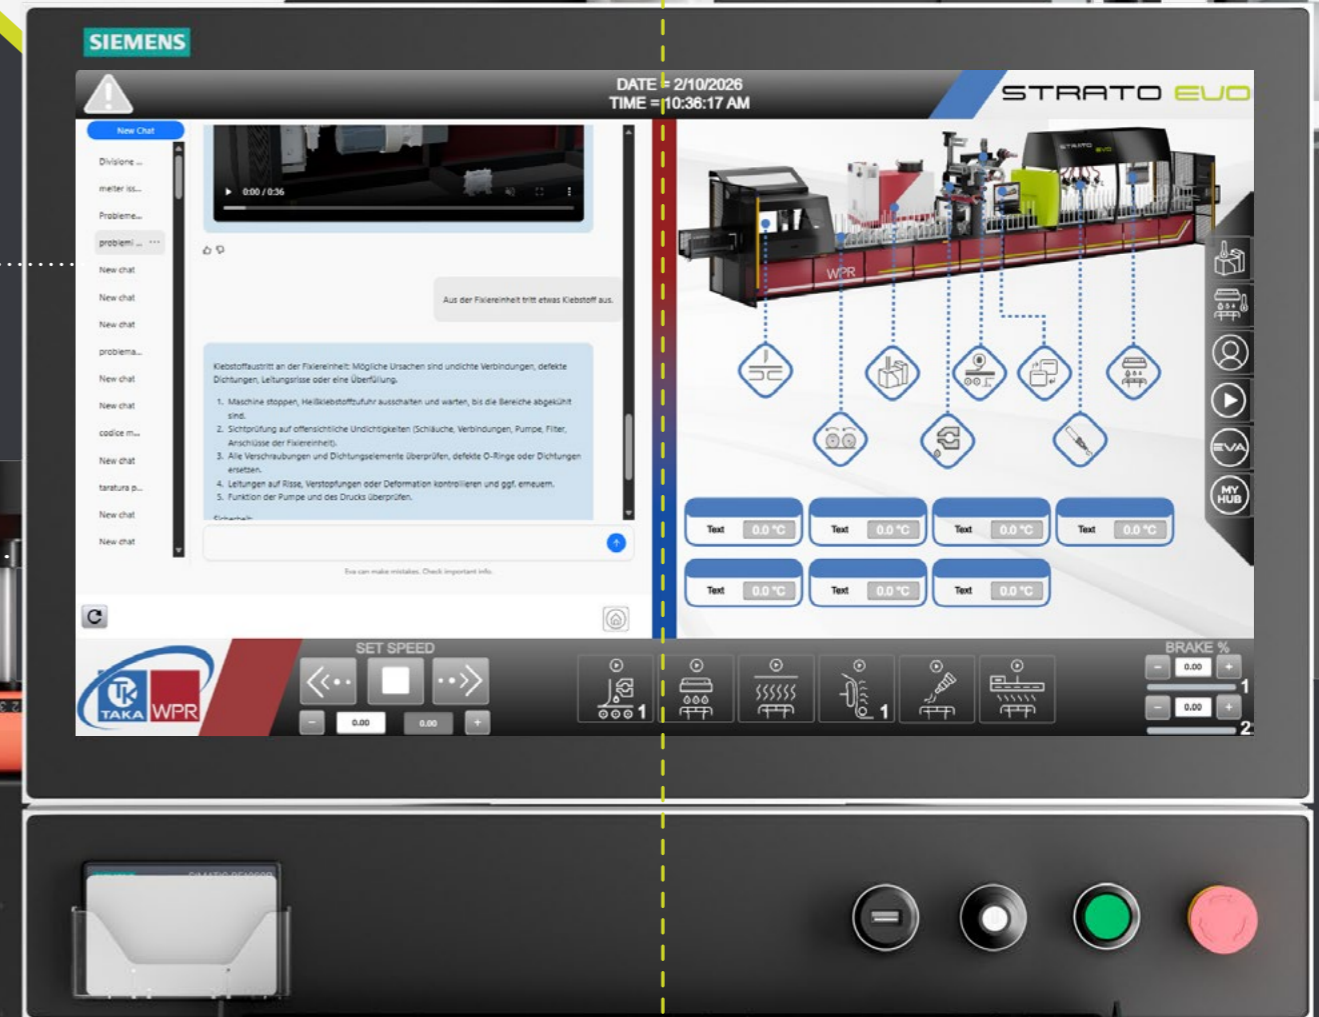 SIEMENS
DATE = 2/10/2026
TIME = 10:36:17 AM
STRATO EVO
New Chat
Divisione ...
melter iss...
Probleme...
problemi ... ...
New chat
New chat
New chat
problema...
New chat
New chat
codice m...
New chat
taratura p...
New chat
New chat
0:00 / 0:36
Aus der Fixiereinheit tritt etwas Klebstoff aus.
Klebstoffaustritt an der Fixiereinheit: Mögliche Ursachen sind undichte Verbindungen, defekte
Dichtungen, Leitungsrisse oder eine Überfüllung.
1. Maschine stoppen, Heißklebstoffzufuhr ausschalten und warten, bis die Bereiche abgekühlt
sind.
2. Sichtprüfung auf offensichtliche Undichtigkeiten (Schläuche, Verbindungen, Pumpe, Filter,
Anschlüsse der Fixiereinheit).
3. Alle Verschraubungen und Dichtungselemente überprüfen, defekte O-Ringe oder Dichtungen
ersetzen.
4. Leitungen auf Risse, Verstopfungen oder Deformation kontrollieren und ggf. erneuern.
5. Funktion der Pumpe und des Drucks überprüfen.
Eva can make mistakes. Check important info.
STRATO EVO
WPR
EVA
MY
HUB
Text 0.0 °C
Text 0.0 °C
Text 0.0 °C
Text 0.0 °C
Text 0.0 °C
Text 0.0 °C
Text 0.0 °C
TK
TAKA WPR
SET SPEED
0.00 0.00
1
1
BRAKE %
0.00
1
0.00
2